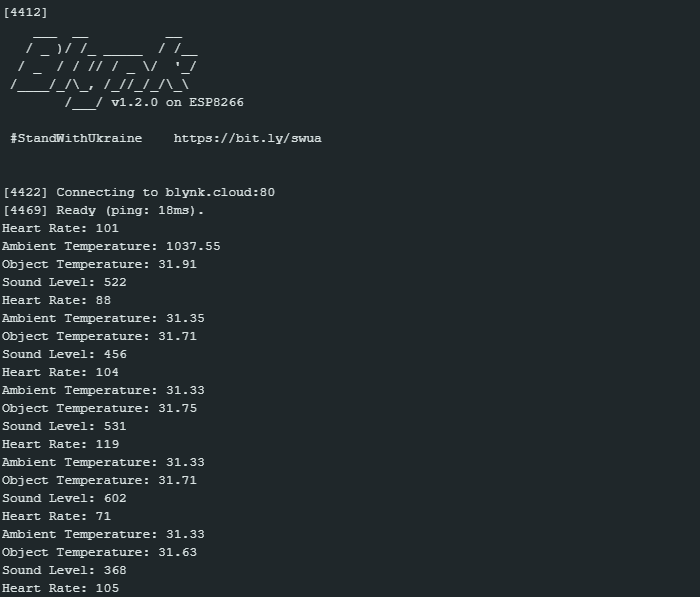 [4412]
    ___  __          __
   / _ )/ /_ _____  / /__
  / _  / / // / _ \/  '_/
 /____/_/\_, /_//_/_/\_\
        /___/ v1.2.0 on ESP8266
 #StandWithUkraine    https://bit.ly/swua
[4422] Connecting to blynk.cloud:80
[4469] Ready (ping: 18ms).
Heart Rate: 101
Ambient Temperature: 1037.55
Object Temperature: 31.91
Sound Level: 522
Heart Rate: 88
Ambient Temperature: 31.35
Object Temperature: 31.71
Sound Level: 456
Heart Rate: 104
Ambient Temperature: 31.33
Object Temperature: 31.75
Sound Level: 531
Heart Rate: 119
Ambient Temperature: 31.33
Object Temperature: 31.71
Sound Level: 602
Heart Rate: 71
Ambient Temperature: 31.33
Object Temperature: 31.63
Sound Level: 368
Heart Rate: 105